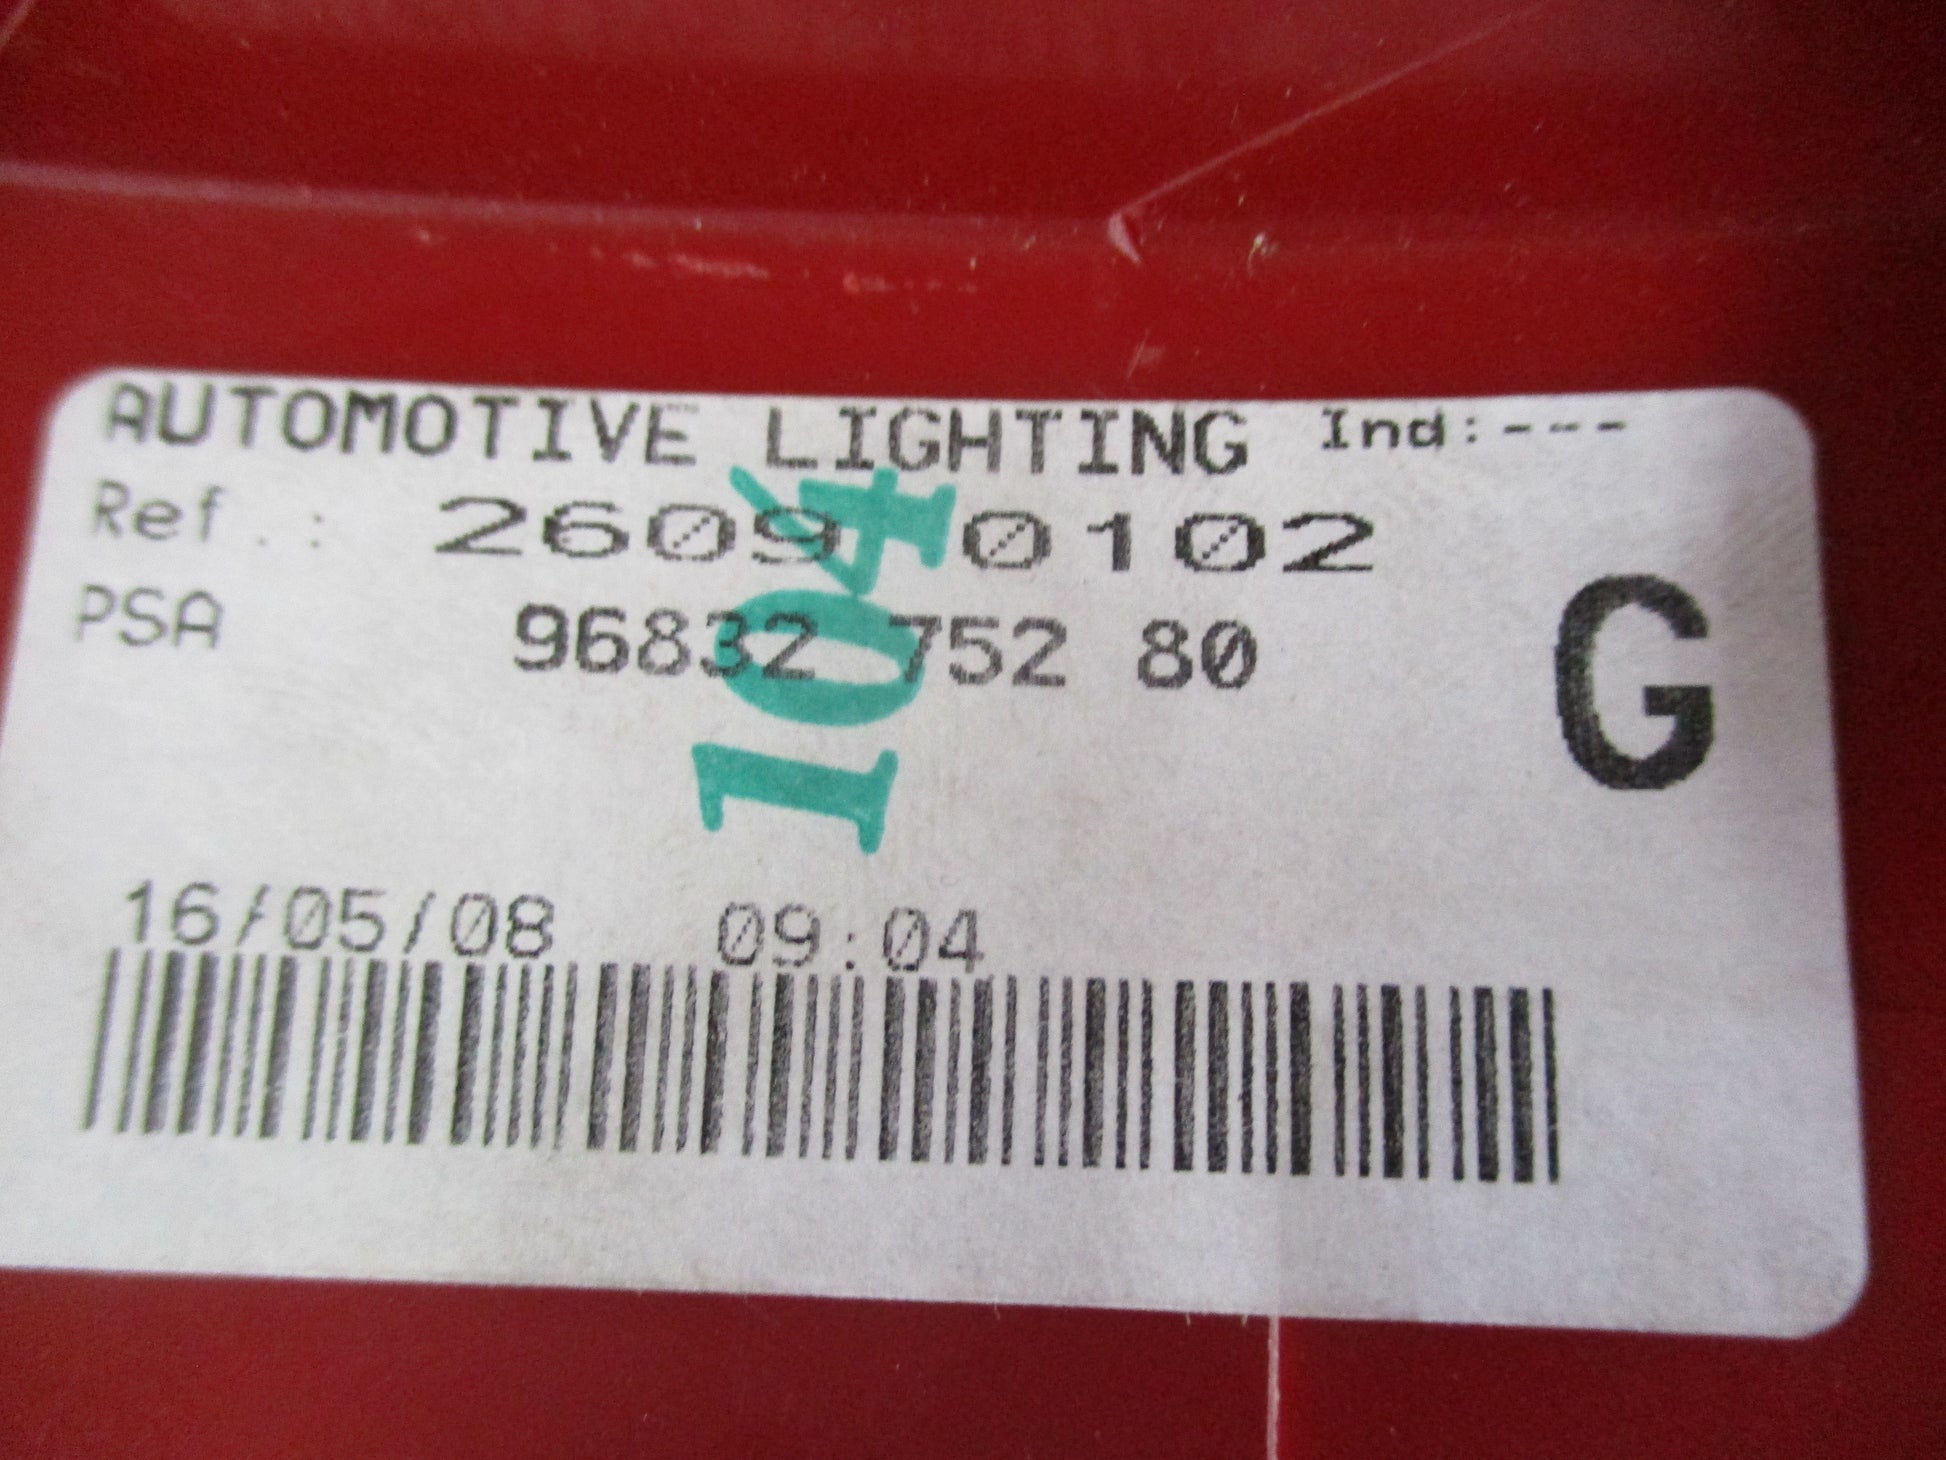 AUTOMOTIVE LIGHTING Ind:---
Ref.: 2609 0102
PSA 96832 752 80
G
104
16/05/08 09:04